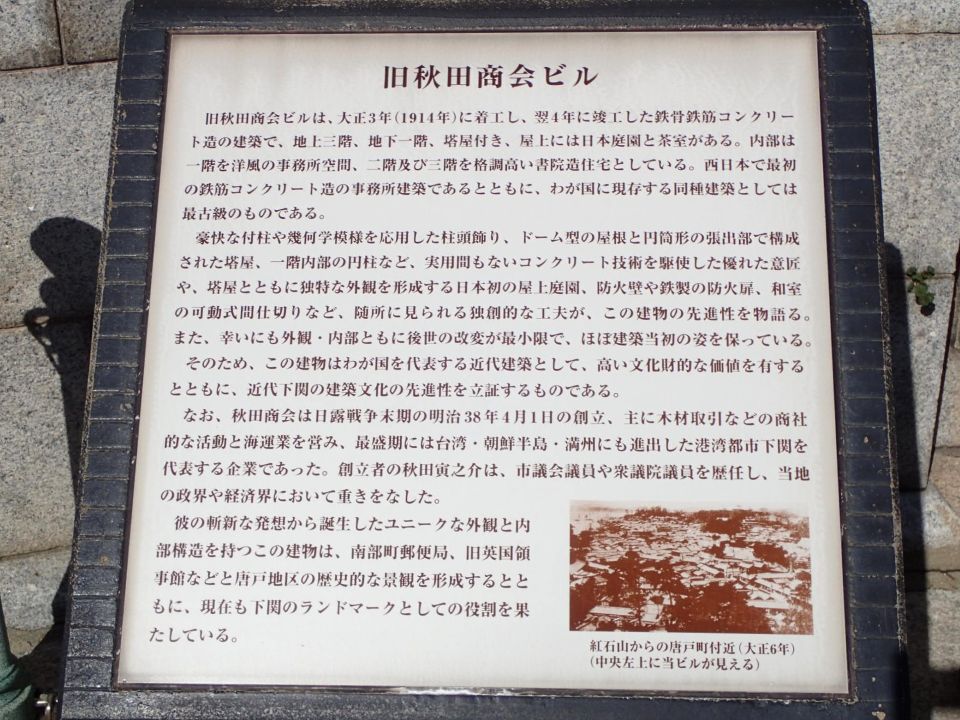 旧秋田商会ビル
旧秋田商会ビルは、大正3年(1914年)に着工し、翌4年に竣工した鉄骨鉄筋コンクリー
ト造の建築で、地上三階、地下一階、塔屋付き、屋上には日本庭園と茶室がある。内部は
一階を洋風の事務所空間、二階及び三階を格調高い書院造住宅としている。西日本で最初
の鉄筋コンクリート造の事務所建築であるとともに、わが国に現存する同種建築としては
最古級のものである。
豪快な付柱や幾何学模様を応用した柱頭飾り、ドーム型の屋根と円筒形の張出部で構成
された塔屋、一階内部の円柱など、実用間もないコンクリート技術を駆使した優れた意匠
や、塔屋とともに独特な外観を形成する日本初の屋上庭園、防火壁や鉄製の防火扉、和室
の可動式間仕切りなど、随所に見られる独創的な工夫が、この建物の先進性を物語る。
また、幸いにも外観・内部ともに後世の改変が最小限で、ほぼ建築当初の姿を保っている。
そのため、この建物はわが国を代表する近代建築として、高い文化財的な価値を有する
とともに、近代下関の建築文化の先進性を立証するものである。
なお、秋田商会は日露戦争末期の明治38年4月1日の創立、主に木材取引などの商社
的な活動と海運業を営み、最盛期には台湾・朝鮮半島・満州にも進出した港湾都市下関を
代表する企業であった。創立者の秋田寅之介は、市議会議員や衆議院議員を歴任し、当地
の政界や経済界において重きをなした。
彼の斬新な発想から誕生したユニークな外観と内
部構造を持つこの建物は、南部町郵便局、旧英国領
事館などと唐戸地区の歴史的な景観を形成するとと
もに、現在も下関のランドマークとしての役割を果
たしている。
紅石山からの唐戸町付近(大正6年)
(中央左上に当ビルが見える)